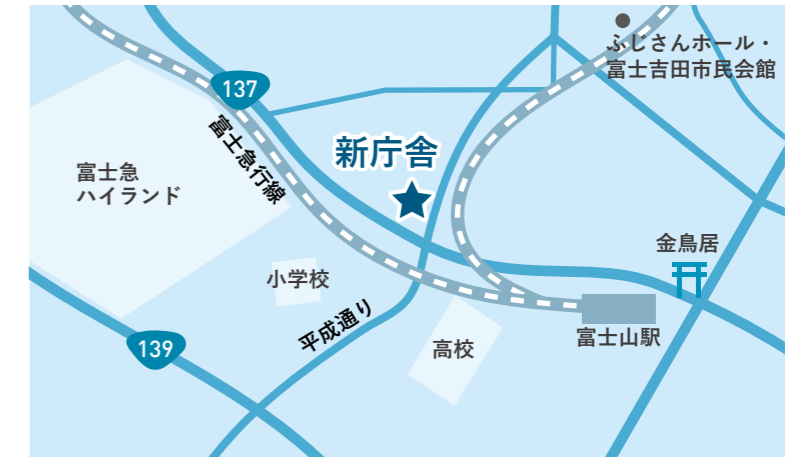 ふじさんホール・
富士吉田市民会館
137
富士急行線
新庁舎
富士急
ハイランド
金鳥居
小学校
平成通り
富士山駅
139
高校